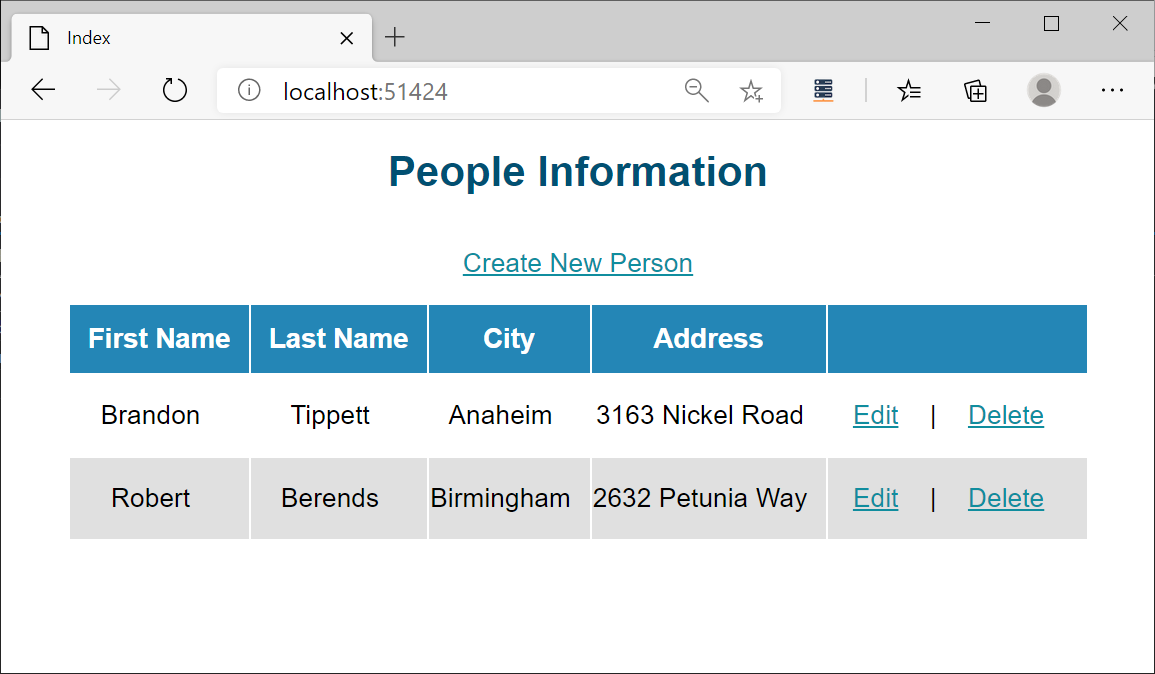 Index
localhost:51424
People Information
Create New Person
First Name Last Name City Address
Brandon Tippett Anaheim 3163 Nickel Road Edit | Delete
Robert Berends Birmingham 2632 Petunia Way Edit | Delete